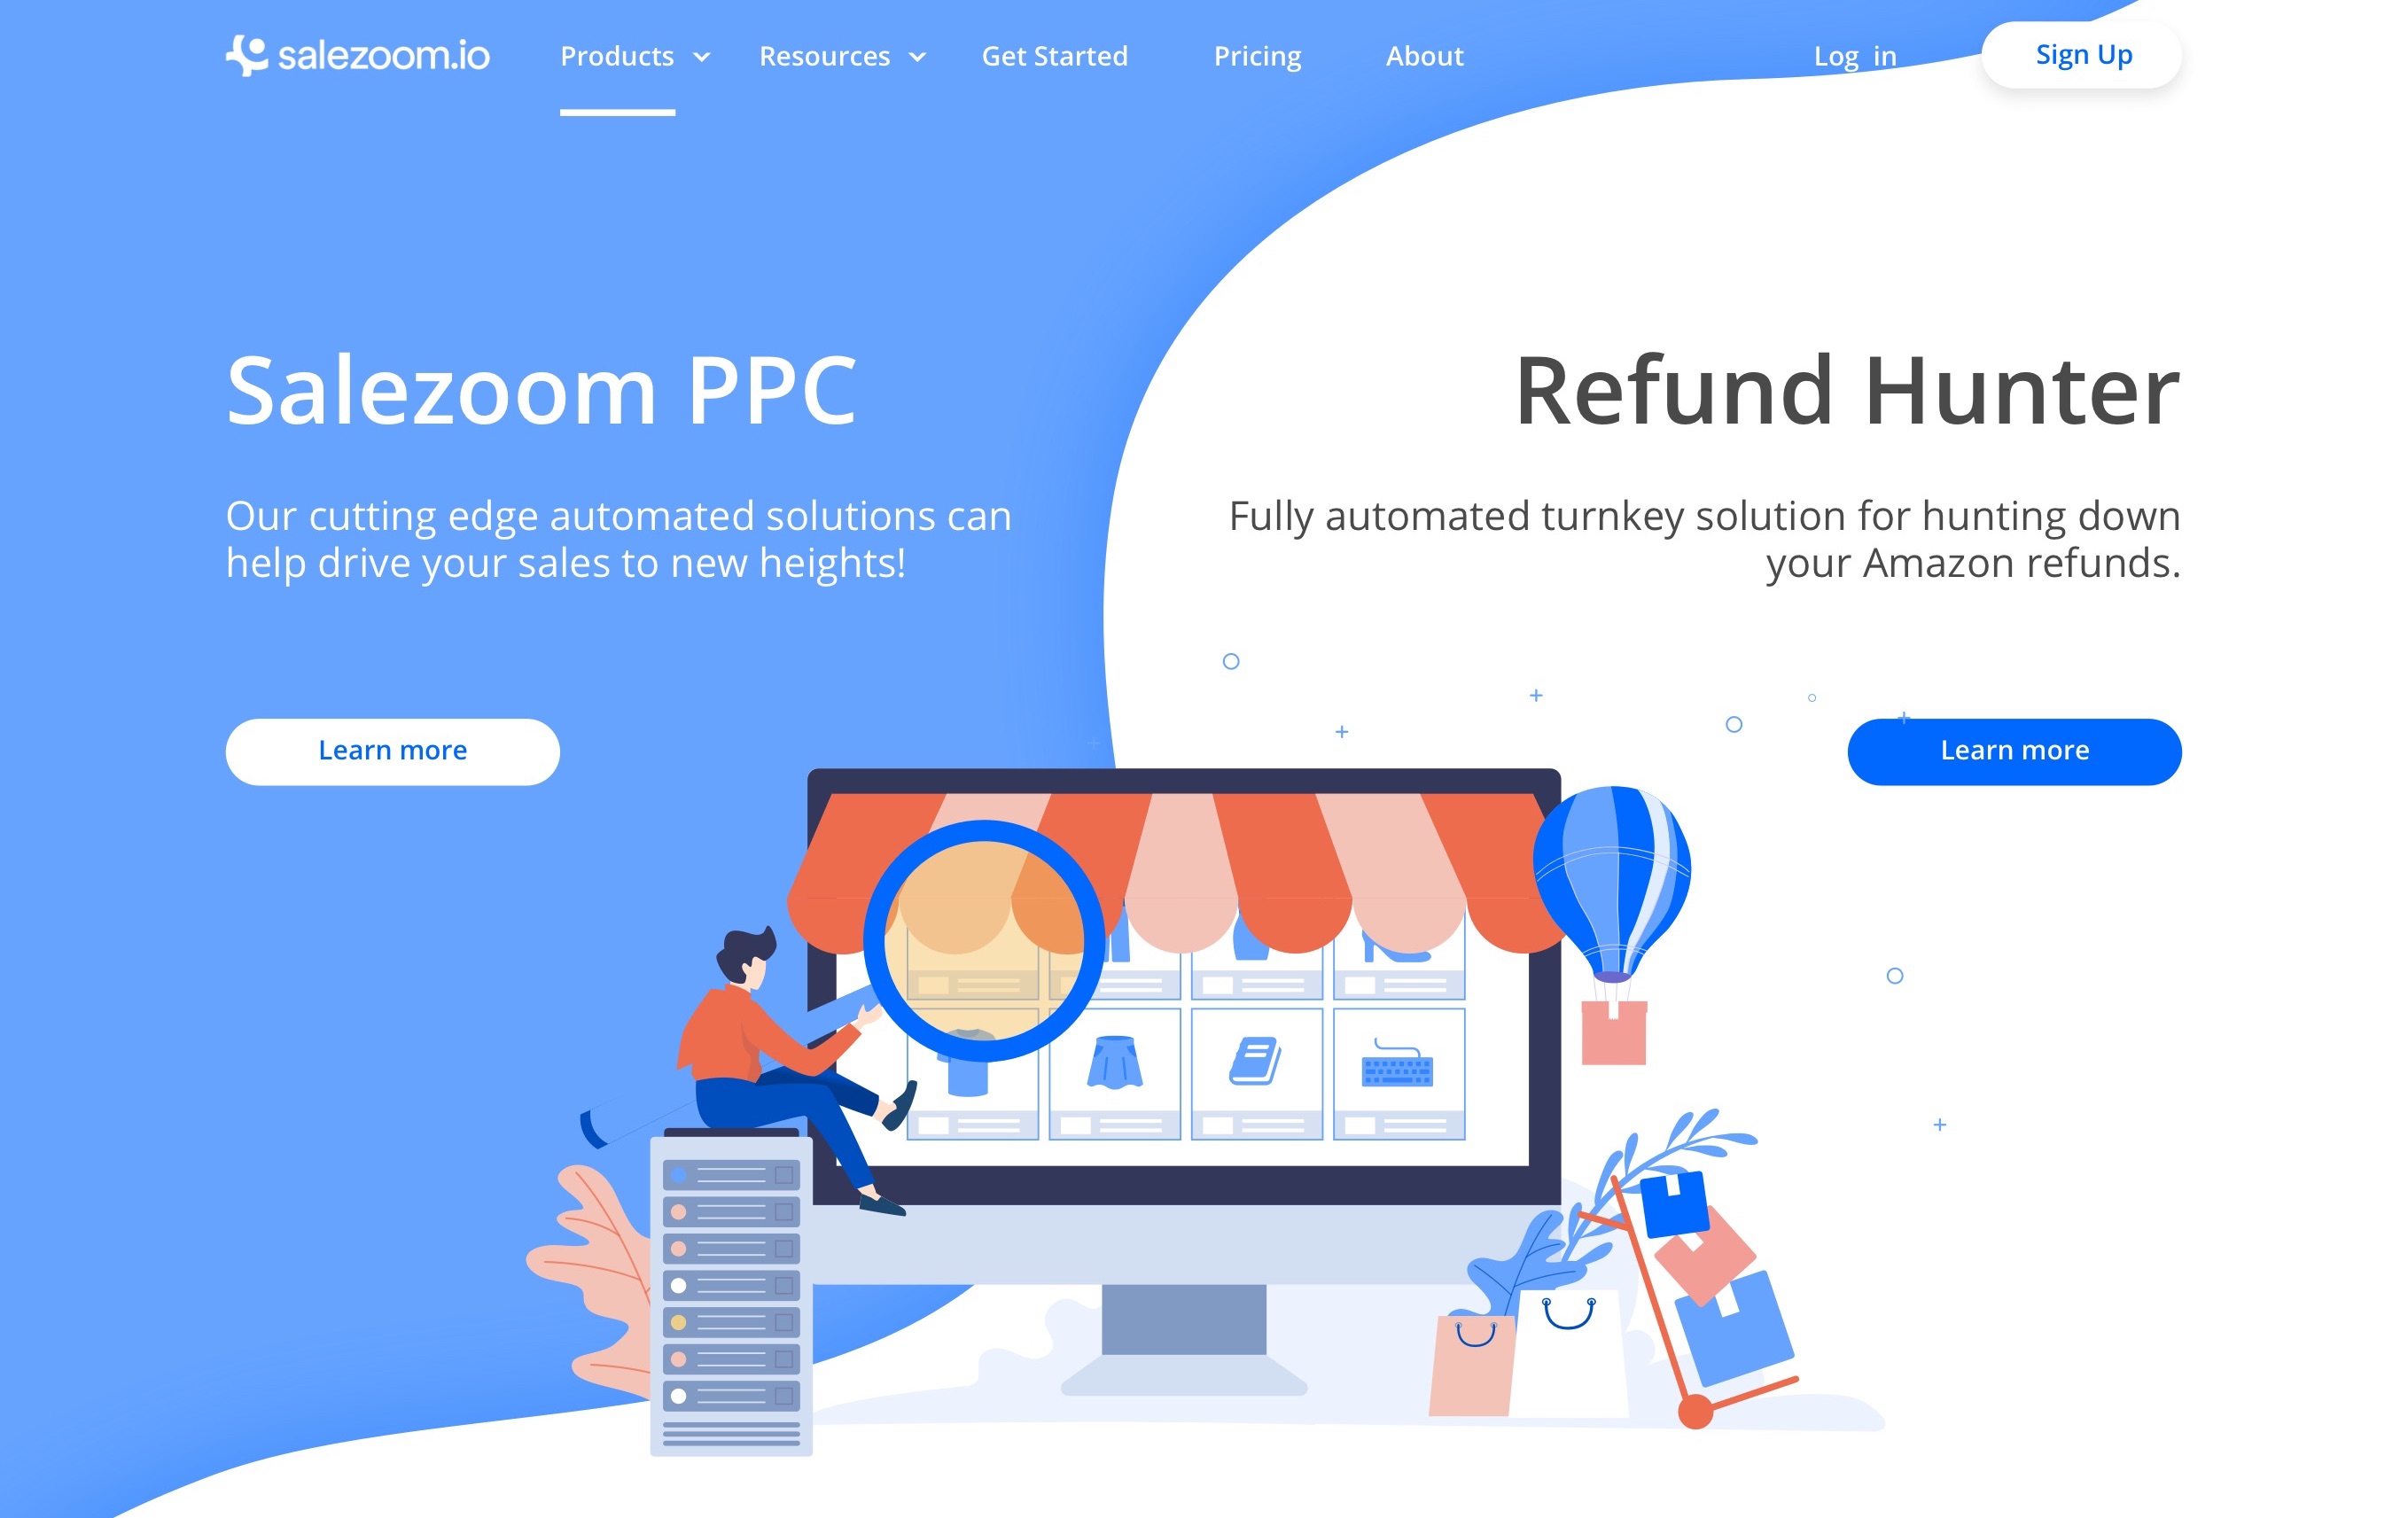 salezoom.io
Products
Resources
Get Started
Pricing
About
Log in
Sign Up
Salezoom PPC
Our cutting edge automated solutions can
help drive your sales to new heights!
Learn more
Refund Hunter
Fully automated turnkey solution for hunting down
your Amazon refunds.
Learn more